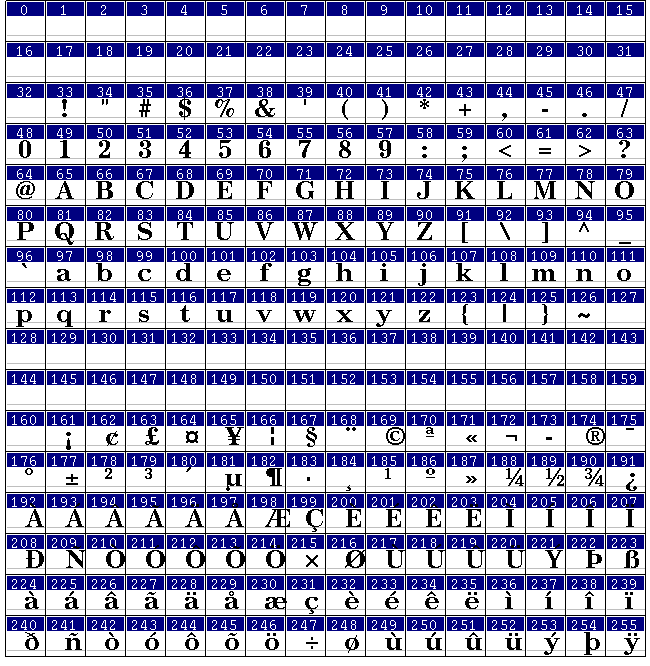 0 1 2 3 4 5 6 7 8 9 10 11 12 13 14 15
16 17 18 19 20 21 22 23 24 25 26 27 28 29 30 31
32 33 34 35 36 37 38 39 40 41 42 43 44 45 46 47
! " # $ % & ' ( ) * + , - . /
48 49 50 51 52 53 54 55 56 57 58 59 60 61 62 63
0 1 2 3 4 5 6 7 8 9 : ; < = > ?
64 65 66 67 68 69 70 71 72 73 74 75 76 77 78 79
@ A B C D E F G H I J K L M N O
80 81 82 83 84 85 86 87 88 89 90 91 92 93 94 95
P Q R S T U V W X Y Z [ \ ] ^ _
96 97 98 99 100 101 102 103 104 105 106 107 108 109 110 111
` a b c d e f g h i j k l m n o
112 113 114 115 116 117 118 119 120 121 122 123 124 125 126 127
p q r s t u v w x y z { | } ~
128 129 130 131 132 133 134 135 136 137 138 139 140 141 142 143
144 145 146 147 148 149 150 151 152 153 154 155 156 157 158 159
160 161 162 163 164 165 166 167 168 169 170 171 172 173 174 175
¡ ¢ £ ¤ ¥ ¦ § ¨ © ª « ¬ - ® ¯
176 177 178 179 180 181 182 183 184 185 186 187 188 189 190 191
° ± ² ³ ´ µ ¶ · ¸ ¹ º » ¼ ½ ¾ ¿
192 193 194 195 196 197 198 199 200 201 202 203 204 205 206 207
A A A A A A Æ Ç E E E E I I I I
208 209 210 211 212 213 214 215 216 217 218 219 220 221 222 223
Ð N O O O O O × Ø U U U U Y Þ ß
224 225 226 227 228 229 230 231 232 233 234 235 236 237 238 239
à á â ã ä å æ ç è é ê ë ì í î ï
240 241 242 243 244 245 246 247 248 249 250 251 252 253 254 255
ð ñ ò ó ô õ ö ÷ ø ù ú û ü ý þ ÿ